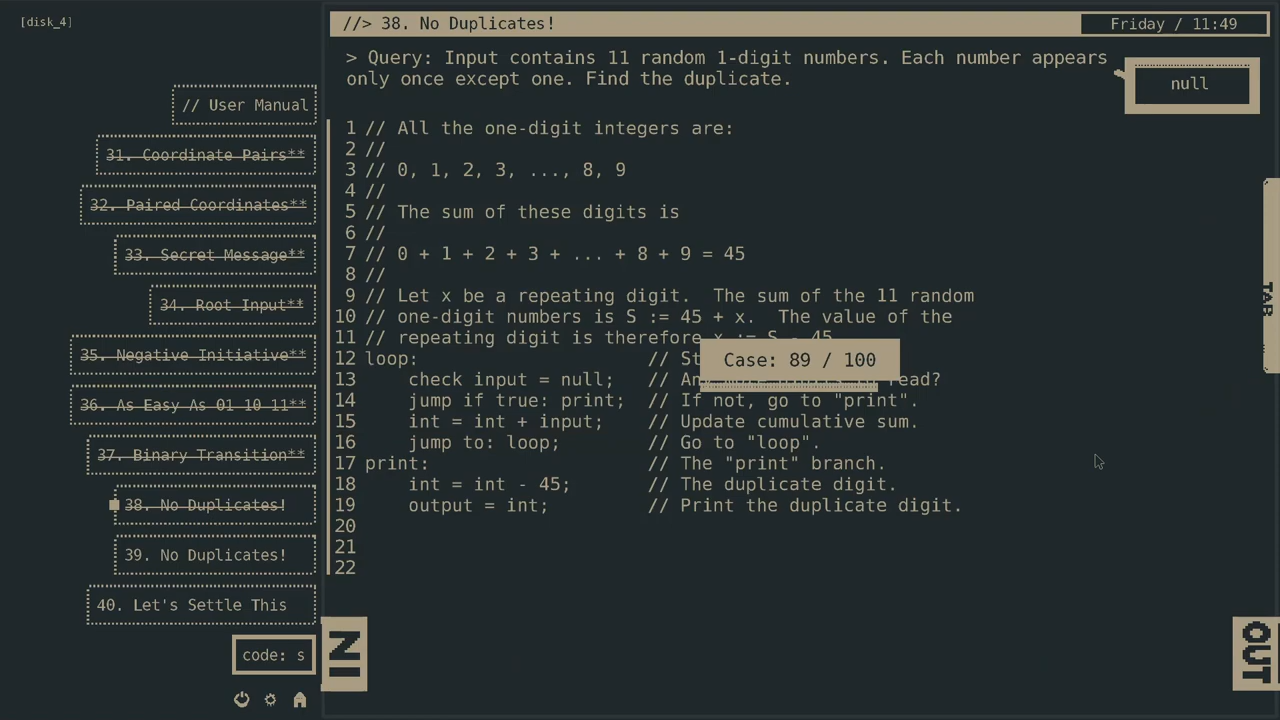 [disk_4]
//> 38. No Duplicates!
Friday / 11:49
> Query: Input contains 11 random 1-digit numbers. Each number appears
only once except one. Find the duplicate.
null
// User Manual
31. Coordinate Pairs**
32. Paired Coordinates**
33. Secret Message**
34. Root Input**
35. Negative Initiative**
36. As Easy As 01 10 11**
37. Binary Transition**
38. No Duplicates!
39. No Duplicates!
40. Let's Settle This
code: s
1 // All the one-digit integers are:
2 //
3 // 0, 1, 2, 3, ..., 8, 9
4 //
5 // The sum of these digits is
6 //
7 // 0 + 1 + 2 + 3 + ... + 8 + 9 = 45
8 //
9 // Let x be a repeating digit.  The sum of the 11 random
10 // one-digit numbers is S := 45 + x.  The value of the
11 // repeating digit is therefore x := S - 45
12 loop: // St
13 check input = null; // read?
14 jump if true: print; // If not, go to "print".
15 int = int + input; // Update cumulative sum.
16 jump to: loop; // Go to "loop".
17 print: // The "print" branch.
18 int = int - 45; // The duplicate digit.
19 output = int; // Print the duplicate digit.
20
21
22
Case: 89 / 100
TAB
IN
OUT